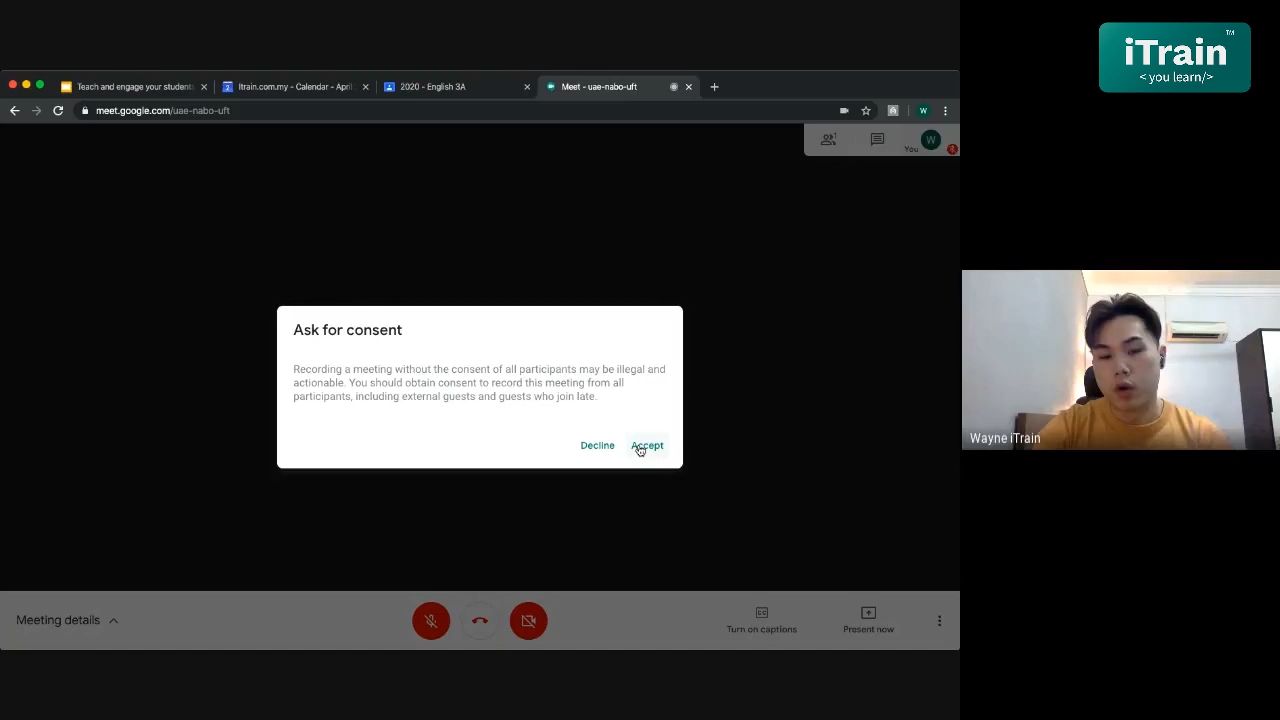 iTrain™
<you learn/>
Teach and engage your student
Itrain.com.my - Calendar - April
2020 - English 3A
Meet - uae-nabo-uft
meet.google.com/uae-nabo-uft
W
1
You
W
Ask for consent
Recording a meeting without the consent of all participants may be illegal and
actionable. You should obtain consent to record this meeting from all
participants, including external guests and guests who join late.
Decline
Accept
Wayne iTrain
Meeting details
Turn on captions
Present now